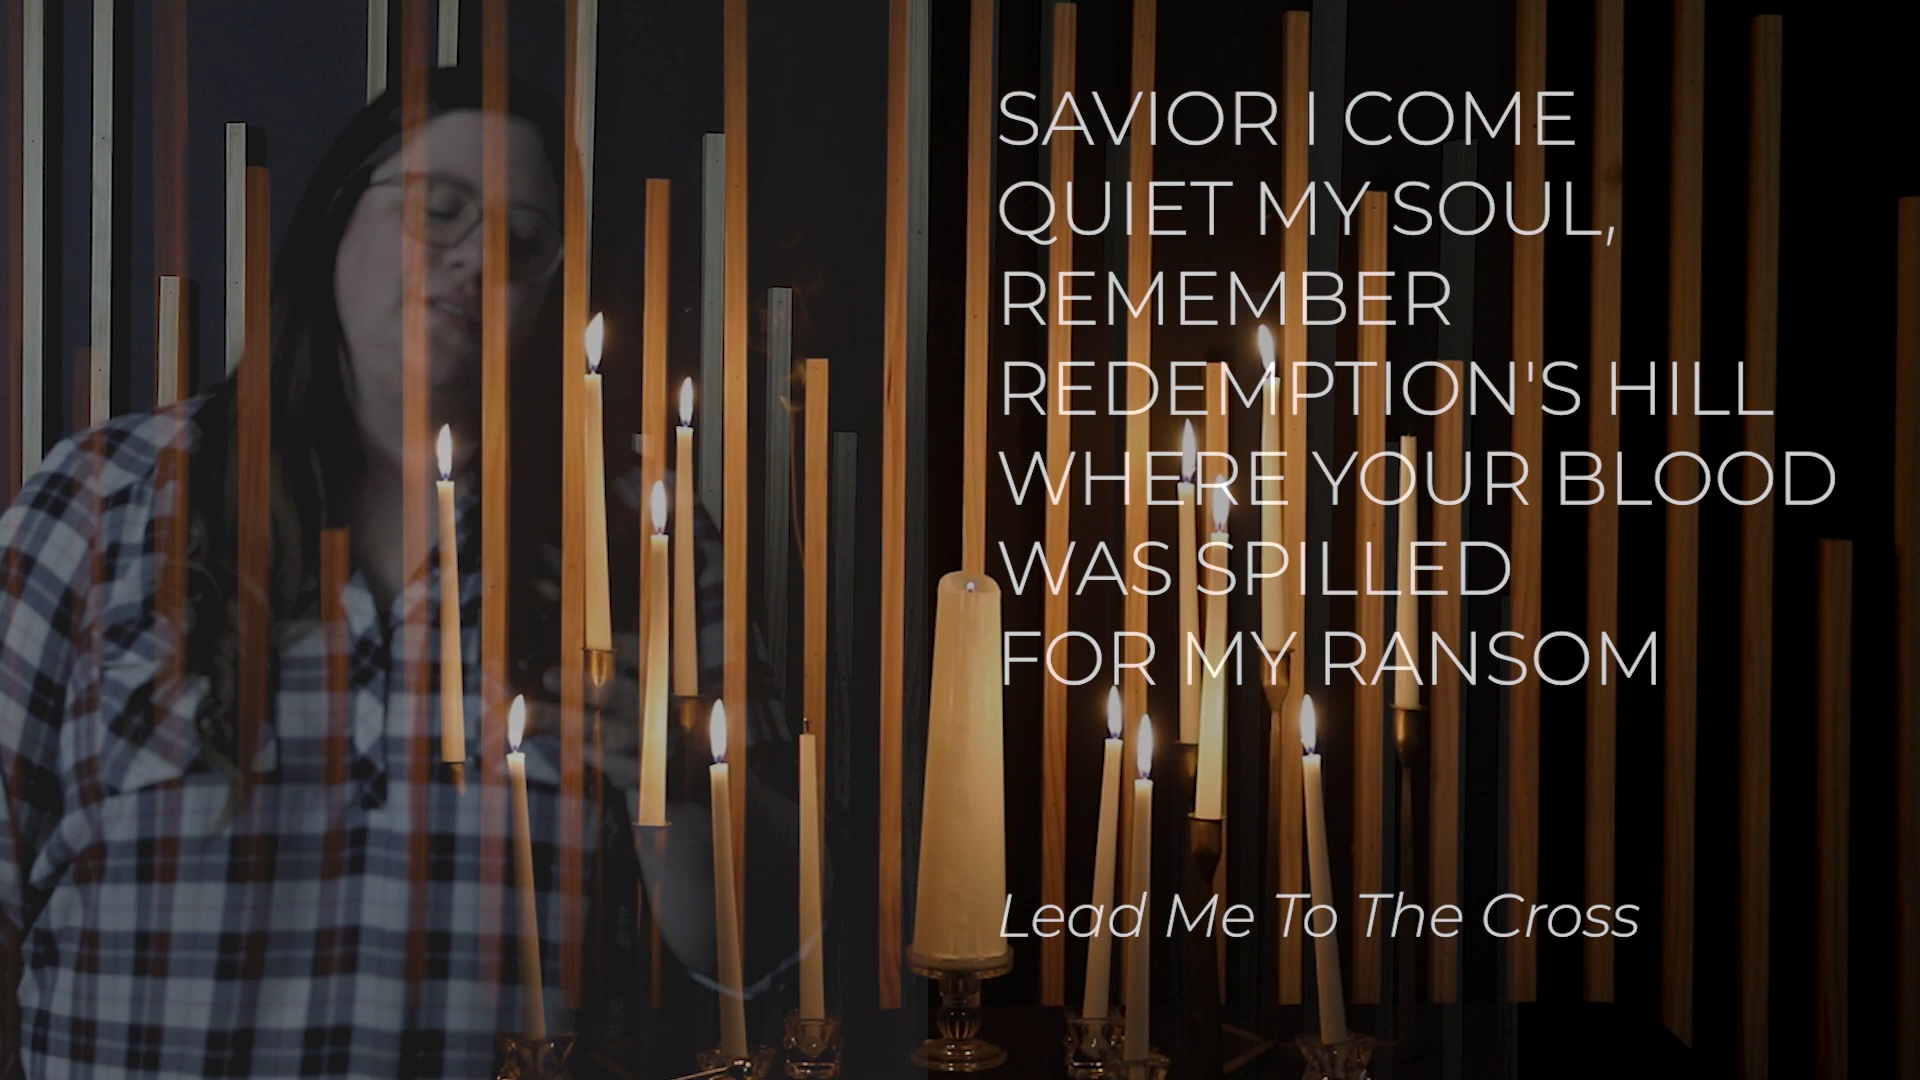 SAVIOR I COME
QUIET MY SOUL,
REMEMBER
REDEMPTION'S HILL
WHERE YOUR BLOOD
WAS SPILLED
FOR MY RANSOM
Lead Me To The Cross